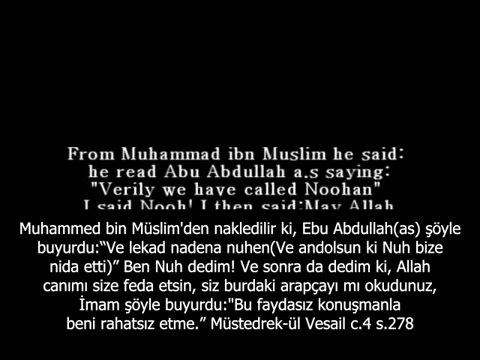 From Muhammad ibn Muslim he said:
he read Abu Abdullah a.s saying:
"Verily we have called Noohan"
I said Nooh! I then said:May Allah
Muhammed bin Müslim'den nakledilir ki, Ebu Abdullah(as) şöyle
buyurdu:“Ve lekad nadena nuhen(Ve andolsun ki Nuh bize
nida etti)” Ben Nuh dedim! Ve sonra da dedim ki, Allah
canımı size feda etsin, siz burdaki arapçayı mı okudunuz,
İmam şöyle buyurdu:"Bu faydasız konuşmanla
beni rahatsız etme.” Müstedrek-ül Vesail c.4 s.278